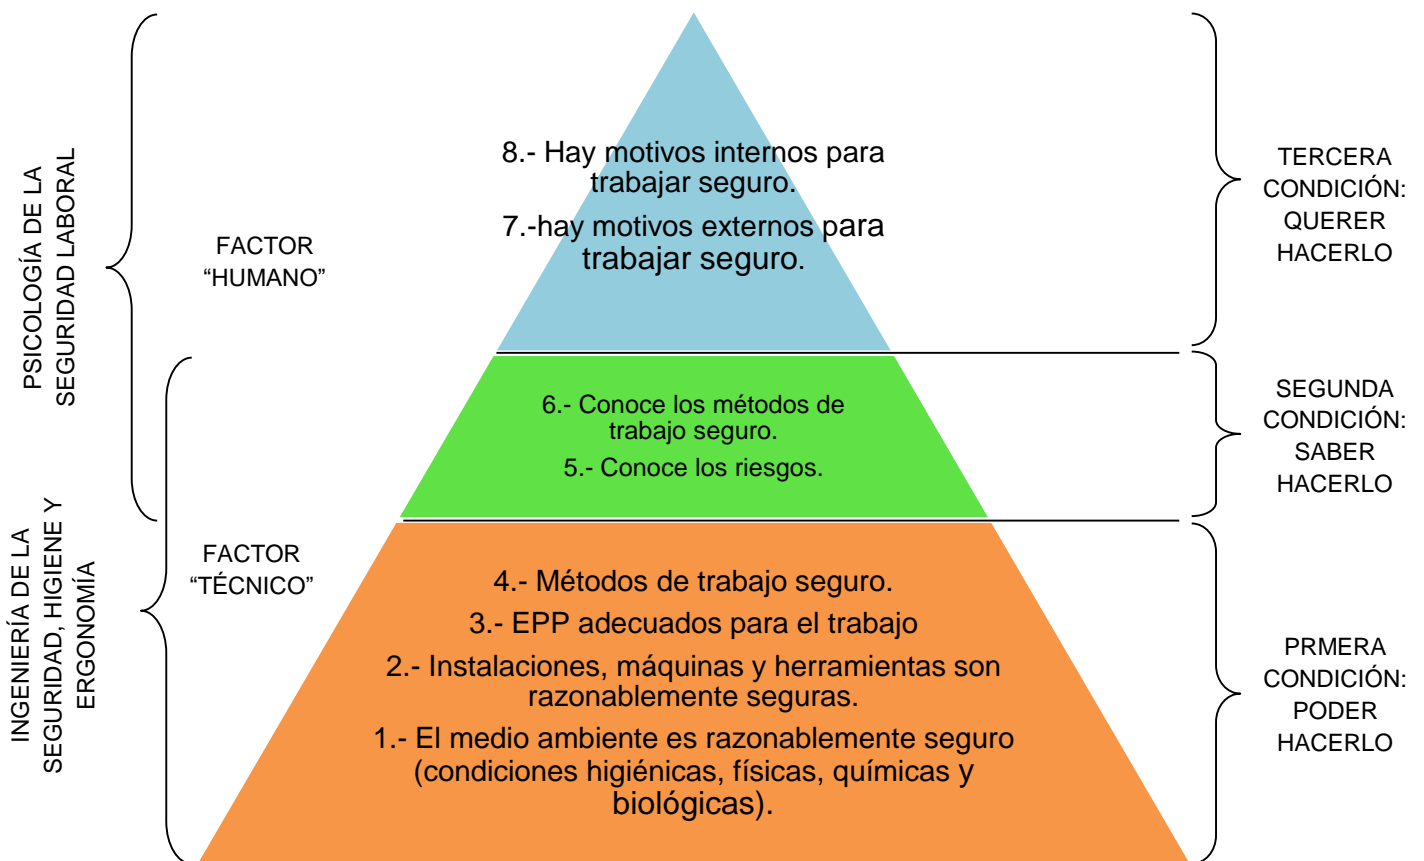 PSICOLOGÍA DE LA
SEGURIDAD LABORAL
FACTOR
“HUMANO”
8.- Hay motivos internos para
trabajar seguro.
7.-hay motivos externos para
trabajar seguro.
TERCERA
CONDICIÓN:
QUERER
HACERLO
6.- Conoce los métodos de
trabajo seguro.
5.- Conoce los riesgos.
SEGUNDA
CONDICIÓN:
SABER
HACERLO
INGENIERÍA DE LA
SEGURIDAD, HIGIENE Y
ERGONOMÍA
FACTOR
“TÉCNICO”
4.- Métodos de trabajo seguro.
3.- EPP adecuados para el trabajo
2.- Instalaciones, máquinas y herramientas son
razonablemente seguras.
1.- El medio ambiente es razonablemente seguro
(condiciones higiénicas, físicas, químicas y
biológicas).
PRMERA
CONDICIÓN:
PODER
HACERLO